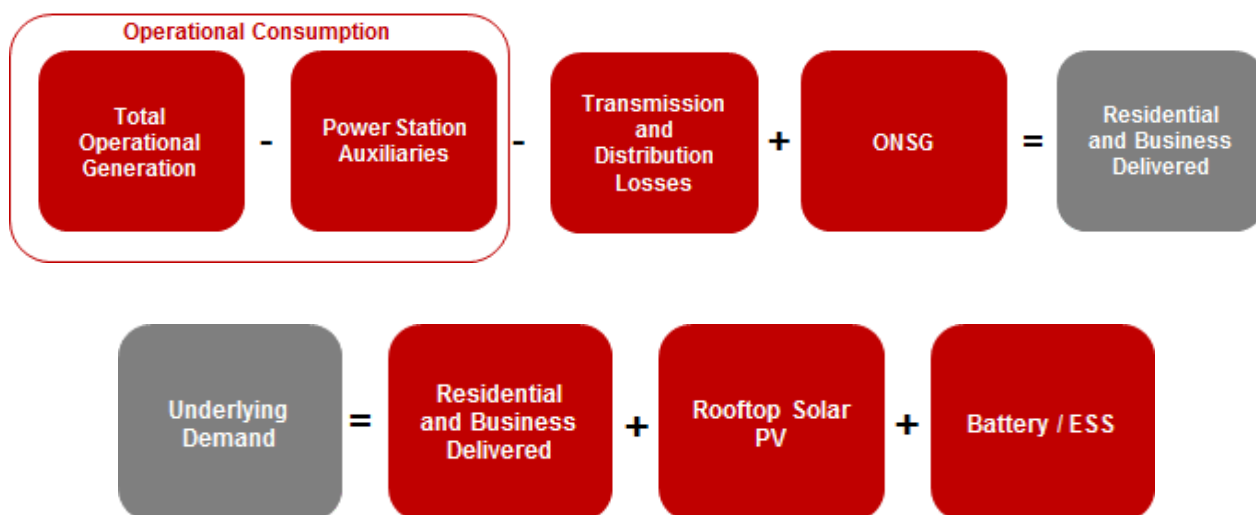 Operational Consumption
Total
Operational
Generation
-
Power Station
Auxiliaries
-
Transmission
and
Distribution
Losses
+
ONSG
=
Residential
and Business
Delivered
Underlying
Demand
=
Residential
and Business
Delivered
+
Rooftop Solar
PV
+
Battery / ESS